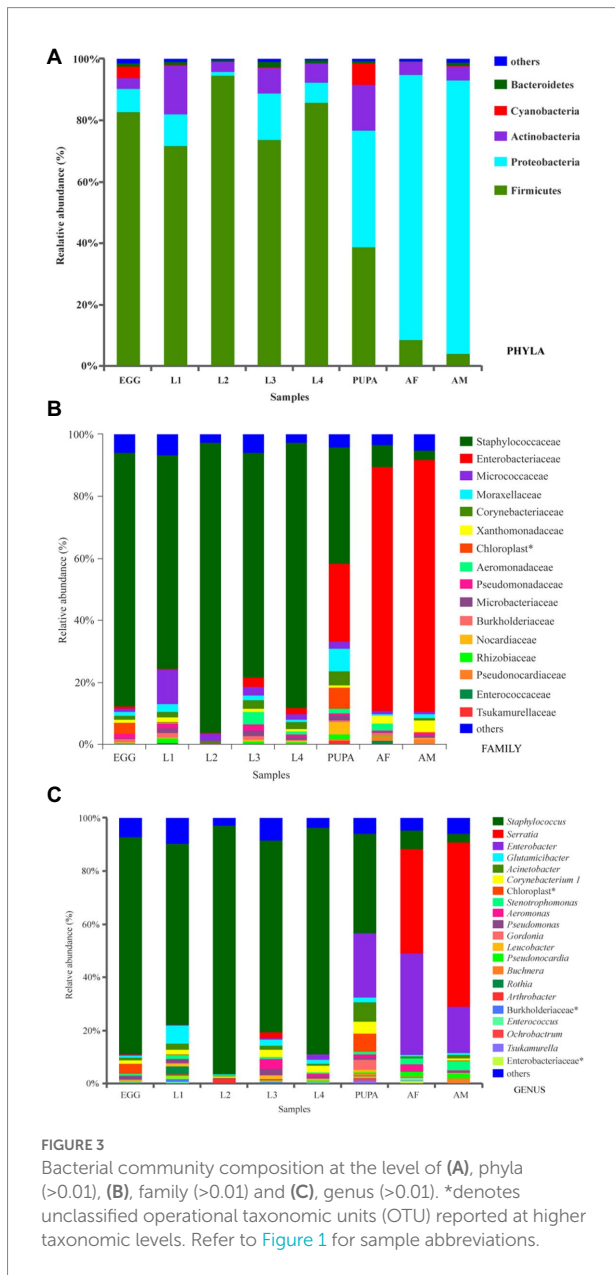 A
100%
80%
60%
40%
20%
0%
Realative abundance (%)
EGG L1 L2 L3 L4 PUPA AF AM
Samples
others
Bacteroidetes
Cyanobacteria
Actinobacteria
Proteobacteria
Firmicutes
PHYLA
B
100%
80%
60%
40%
20%
0%
Relative abundance (%)
EGG L1 L2 L3 L4 PUPA AF AM
Samples
Staphylococcaceae
Enterobacteriaceae
Micrococcaceae
Moraxellaceae
Corynebacteriaceae
Xanthomonadaceae
Chloroplast*
Aeromonadaceae
Pseudomonadaceae
Microbacteriaceae
Burkholderiaceae
Nocardiaceae
Rhizobiaceae
Pseudonocardiaceae
Enterococcaceae
Tsukamurellaceae
others
FAMILY
C
100%
80%
60%
40%
20%
0%
Relative abundance (%)
EGG L1 L2 L3 L4 PUPA AF AM
Samples
Staphylococcus
Serratia
Enterobacter
Glutamicibacter
Acinetobacter
Corynebacterium 1
Chloroplast*
Stenotrophomonas
Aeromonas
Pseudomonas
Gordonia
Leucobacter
Pseudonocardia
Buchnera
Rothia
Arthrobacter
Burkholderiaceae*
Enterococcus
Ochrobactrum
Tsukamurella
Enterobacteriaceae*
others
GENUS
FIGURE 3
Bacterial community composition at the level of (A), phyla
(>0.01), (B), family (>0.01) and (C), genus (>0.01). *denotes
unclassified operational taxonomic units (OTU) reported at higher
taxonomic levels. Refer to Figure 1 for sample abbreviations.